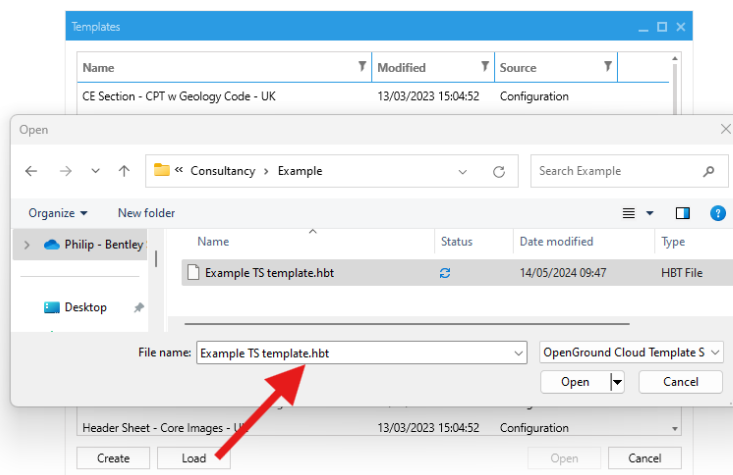 Templates
Name Modified Source
CE Section - CPT w Geology Code - UK 13/03/2023 15:04:52 Configuration
Open
« Consultancy > Example Search Example
Organize New folder
Name Status Date modified Type
Philip - Bentley
Example TS template.hbt 14/05/2024 09:47 HBT File
Desktop
File name: Example TS template.hbt OpenGround Cloud Template S
Open Cancel
Header Sheet - Core Images - 13/03/2023 15:04:52 Configuration
Create Load Open Cancel